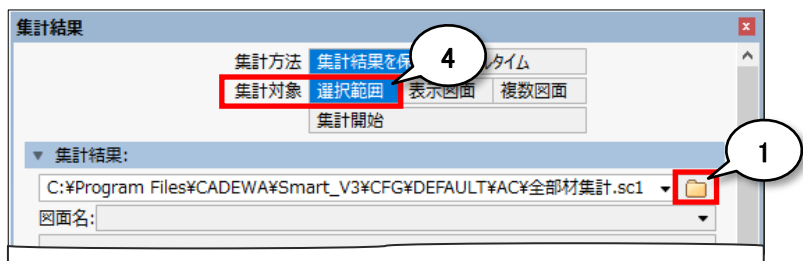 集計結果
集計方法 集計結果を保 ルタイム
4
集計対象 選択範囲 表示図面 複数図面
集計開始
集計結果:
1
C:¥Program Files¥CADEWA¥Smart_V3¥CFG¥DEFAULT¥AC¥全部材集計.sc1
図面名: